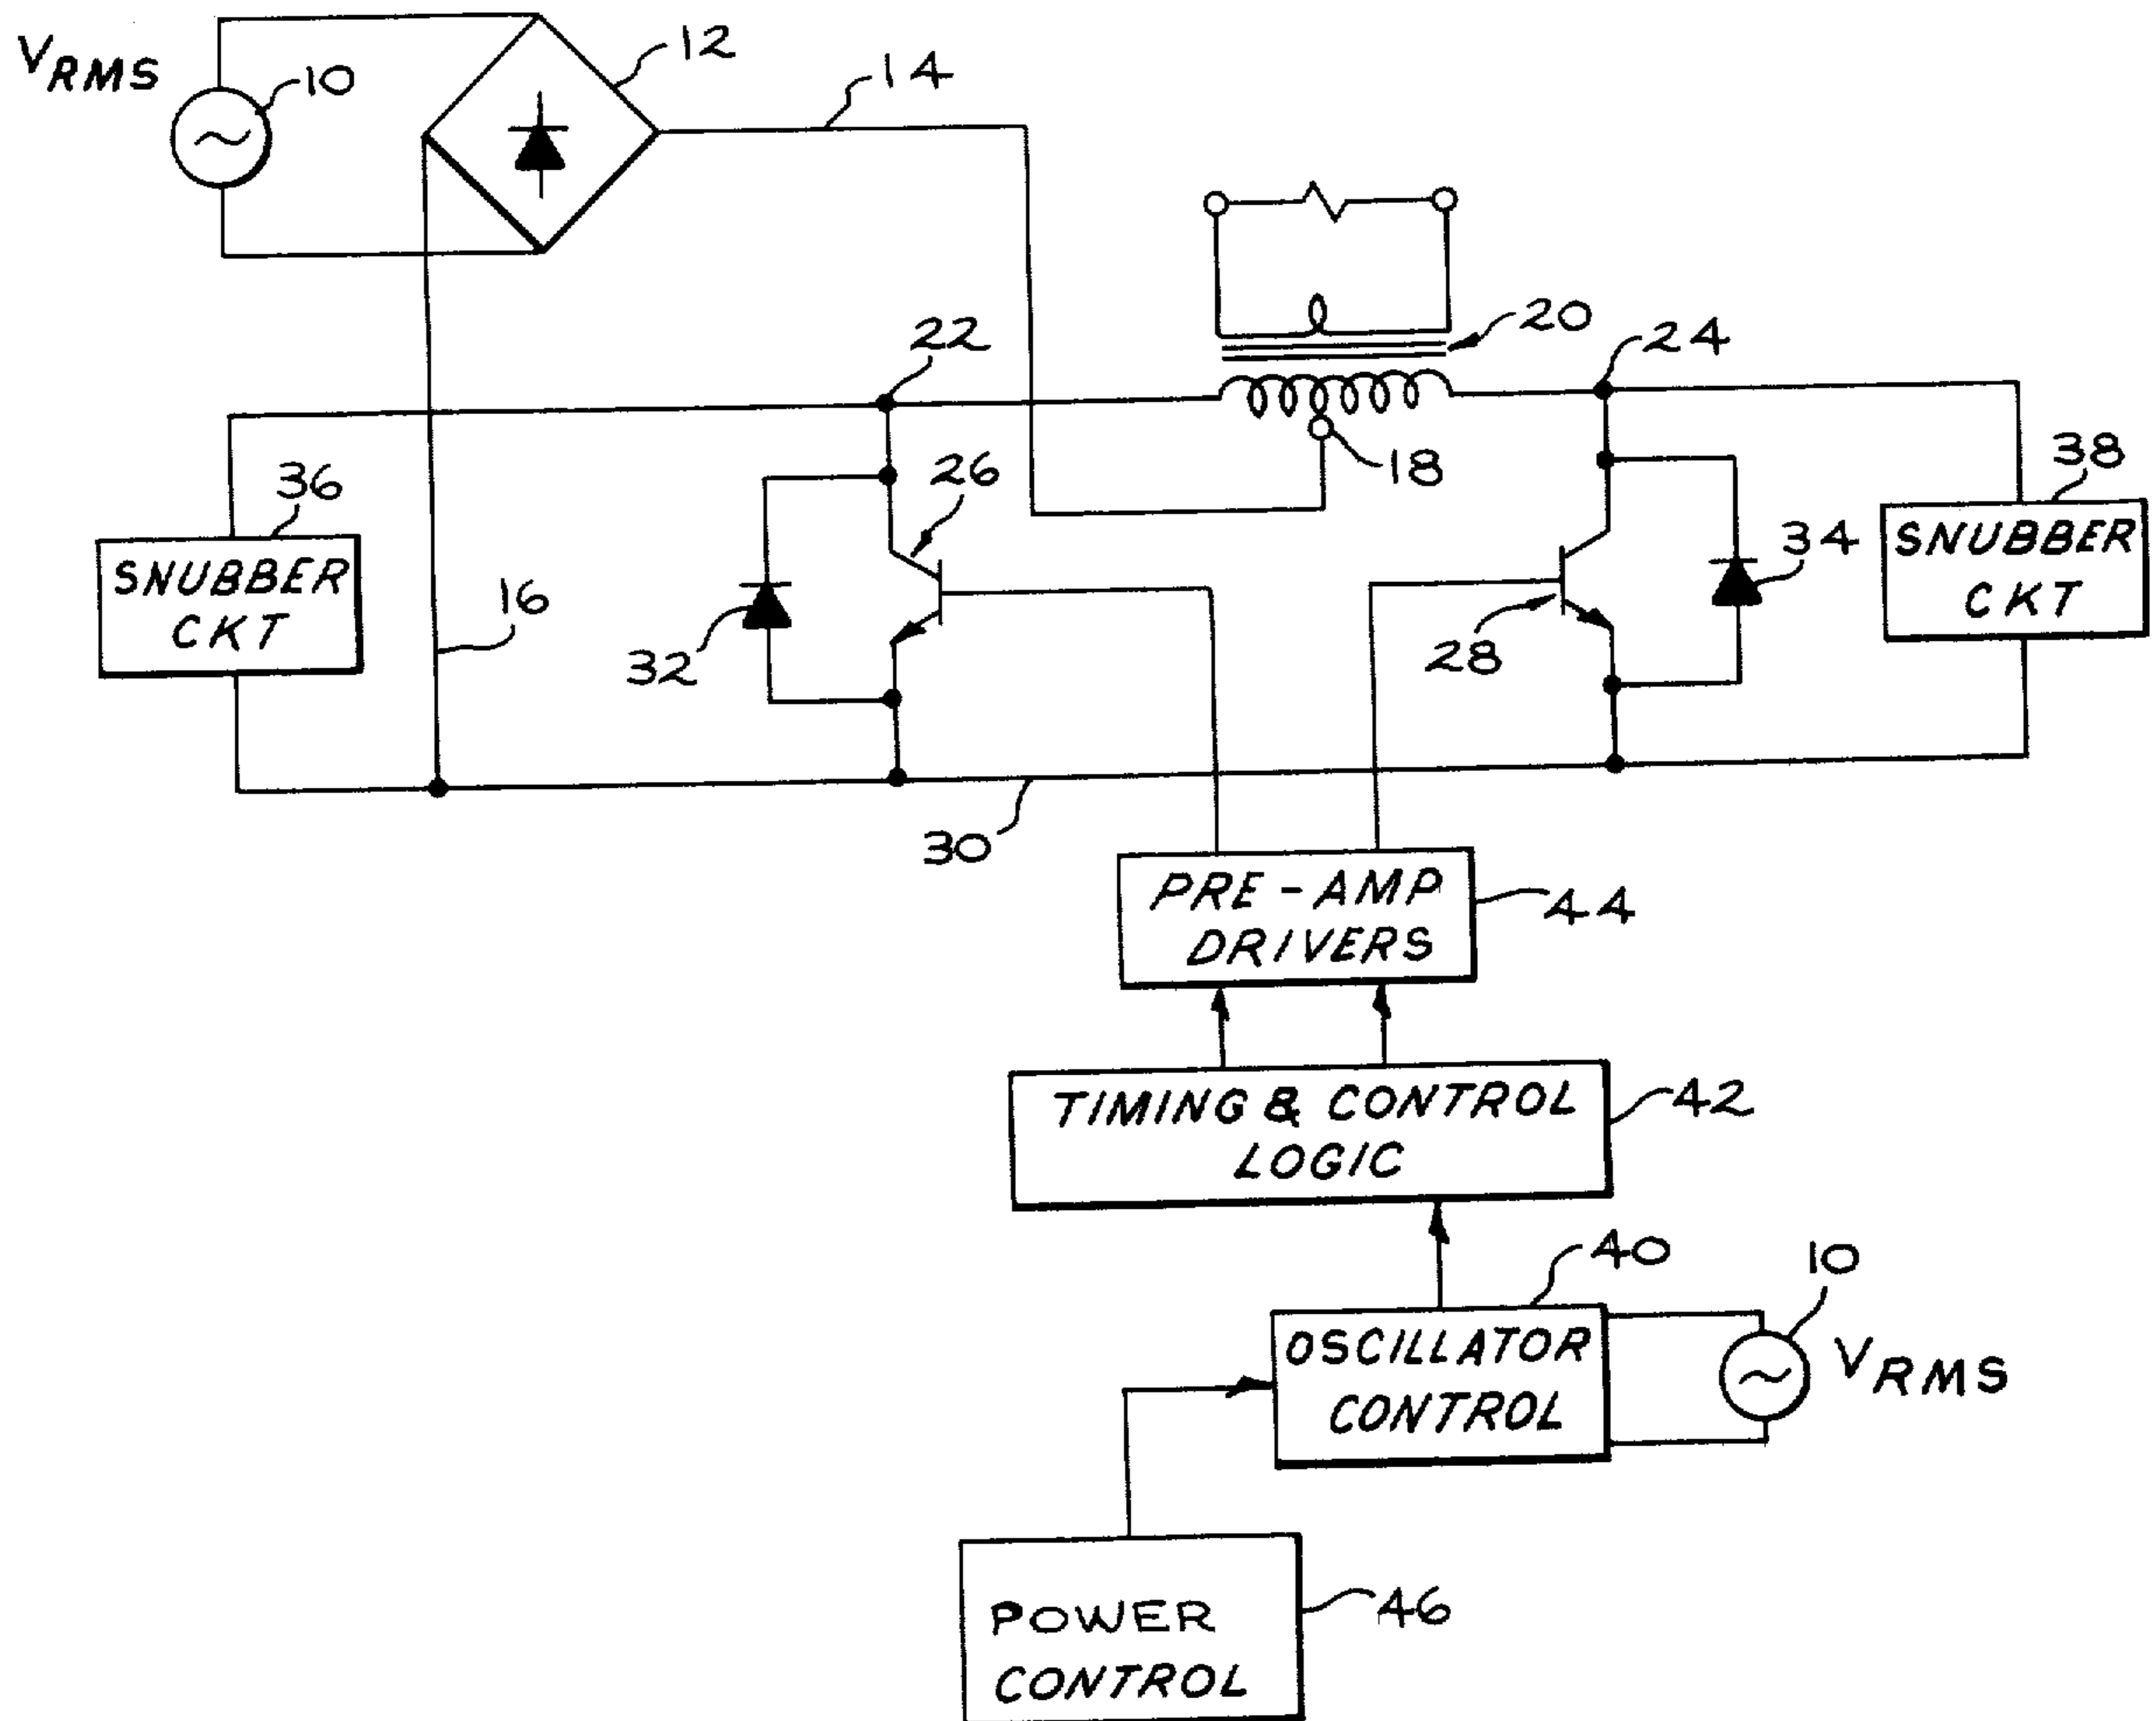 VRMS
10
12
14
22
20
24
36
26
18
38
SNUBBER
CKT
16
32
28
34
SNUBBER
CKT
30
PRE-AMP
DRIVERS
44
TIMING & CONTROL
LOGIC
42
40
10
OSCILLATOR
CONTROL
VRMS
POWER
CONTROL
46